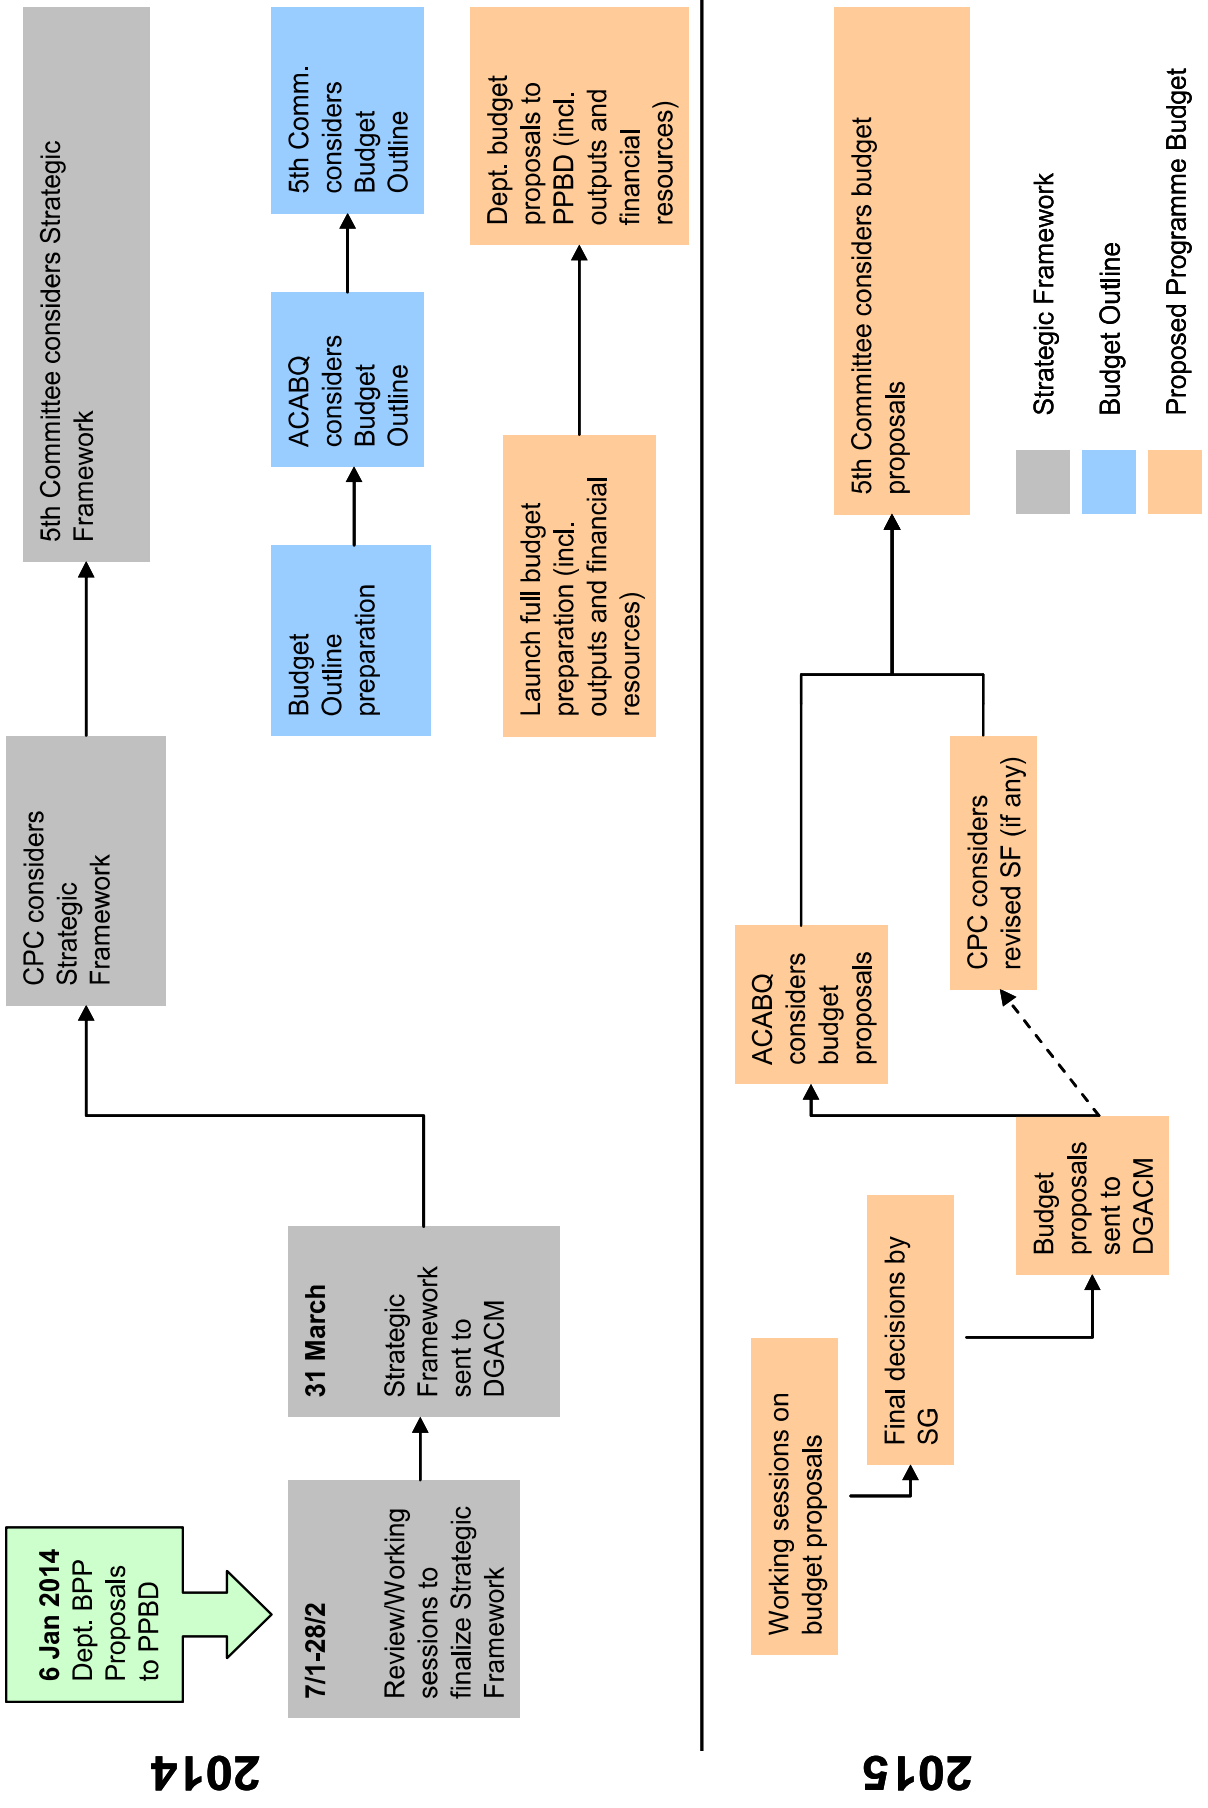 2014
6 Jan 2014
Dept. BPP
Proposals
to PPBD
7/1-28/2
Review/Working
sessions to
finalize Strategic
Framework
31 March
Strategic
Framework
sent to
DGACM
CPC considers
Strategic
Framework
5th Committee considers Strategic
Framework
Budget
Outline
preparation
ACABQ
considers
Budget
Outline
5th Comm.
considers
Budget
Outline
Launch full budget
preparation (incl.
outputs and financial
resources)
Dept. budget
proposals to
PPBD (incl.
outputs and
financial
resources)
2015
Working sessions on
budget proposals
Final decisions by
SG
Budget
proposals
sent to
DGACM
ACABQ
considers
budget
proposals
CPC considers
revised SF (if any)
5th Committee considers budget
proposals
Strategic Framework
Budget Outline
Proposed Programme Budget